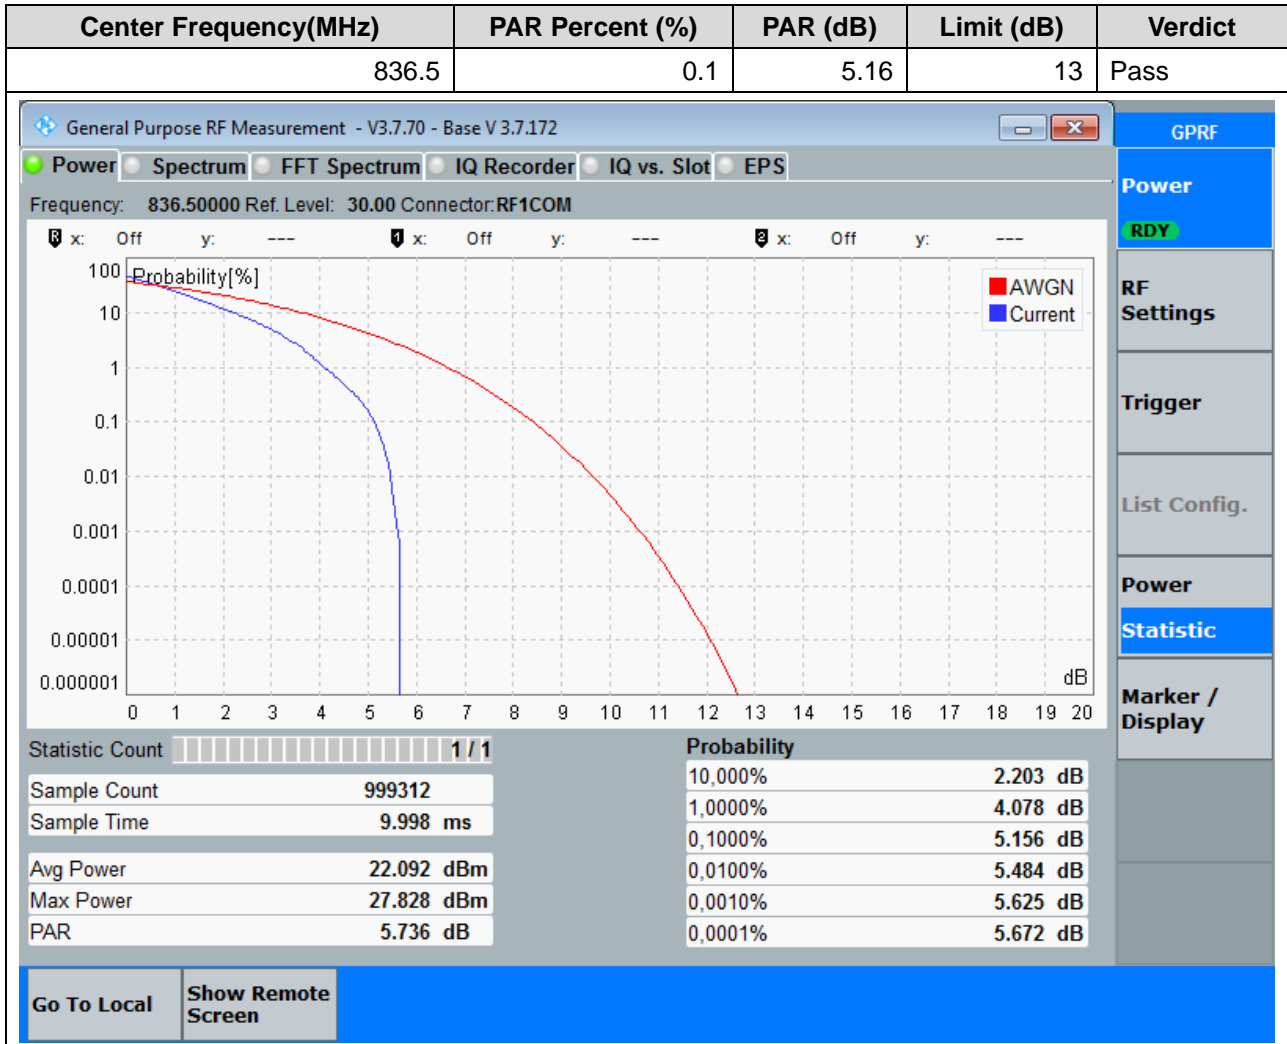 Center Frequency(MHz) PAR Percent (%) PAR (dB) Limit (dB) Verdict
836.5 0.1 5.16 13 Pass
General Purpose RF Measurement - V3.7.70 - Base V 3.7.172
GPRF
Power Spectrum FFT Spectrum IQ Recorder IQ vs. Slot EPS
Power
RDY
Frequency: 836.50000 Ref. Level: 30.00 Connector: RF1COM
R x: Off y: --- 1 x: Off y: --- 2 x: Off y: ---
Probability[%]
100
10
1
0.1
0.01
0.001
0.0001
0.00001
0.000001
AWGN
Current
dB
0 1 2 3 4 5 6 7 8 9 10 11 12 13 14 15 16 17 18 19 20
RF
Settings
Trigger
List Config.
Power
Statistic
Marker /
Display
Statistic Count 1 / 1
Sample Count 999312
Sample Time 9.998 ms
Avg Power 22.092 dBm
Max Power 27.828 dBm
PAR 5.736 dB
Probability
10,000% 2.203 dB
1,0000% 4.078 dB
0,1000% 5.156 dB
0,0100% 5.484 dB
0,0010% 5.625 dB
0,0001% 5.672 dB
Go To Local
Show Remote
Screen